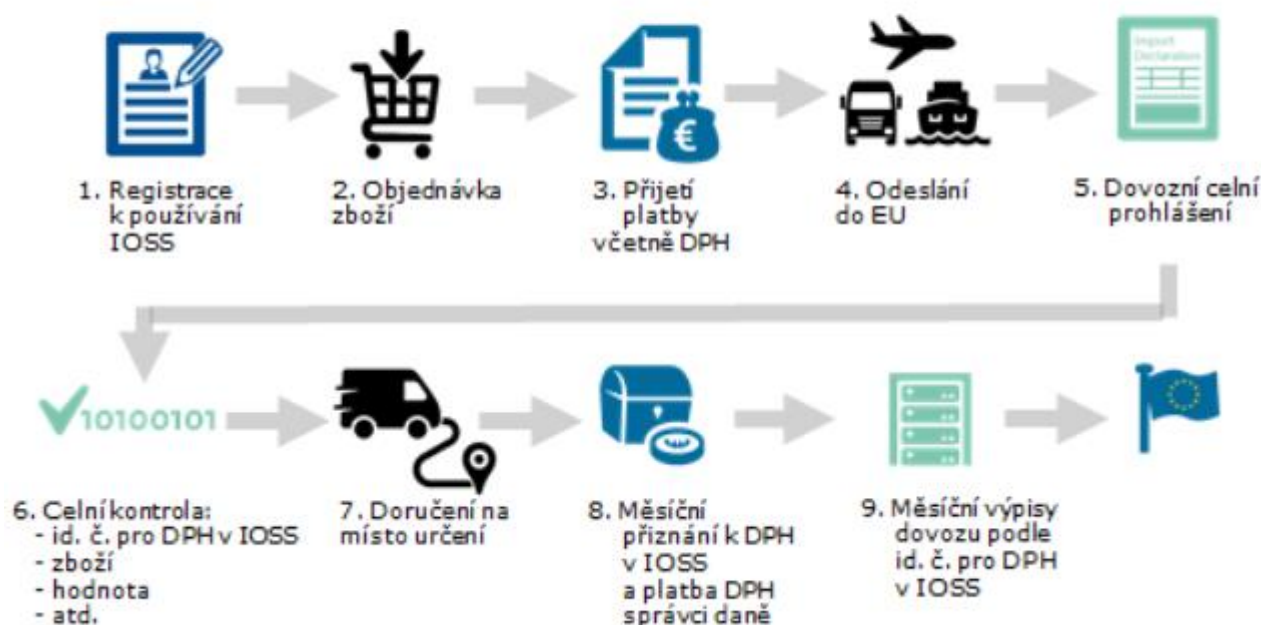 Import
Declaration
1. Registrace
k používání
IOSS
2. Objednávka
zboží
3. Přijetí
platby
včetně DPH
4. Odeslání
do EU
5. Dovozní celní
prohlášení
10100101
6. Celní kontrola:
- id. č. pro DPH v IOSS
- zboží
- hodnota
- atd.
7. Doručení na
místo určení
8. Měsíční
přiznání k DPH
v IOSS
a platba DPH
správci daně
9. Měsíční výpisy
dovozu podle
id. č. pro DPH
v IOSS